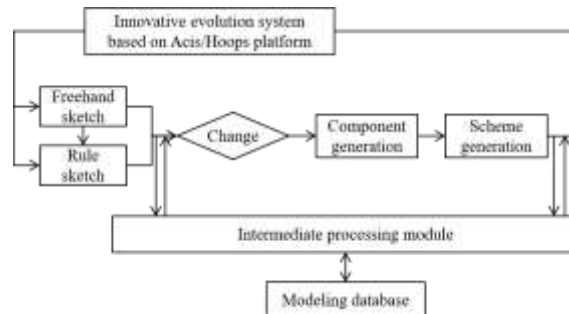 Innovative evolution system
based on Acis/Hoops platform
Freehand
sketch
Rule
sketch
Change
Component
generation
Scheme
generation
Intermediate processing module
Modeling database